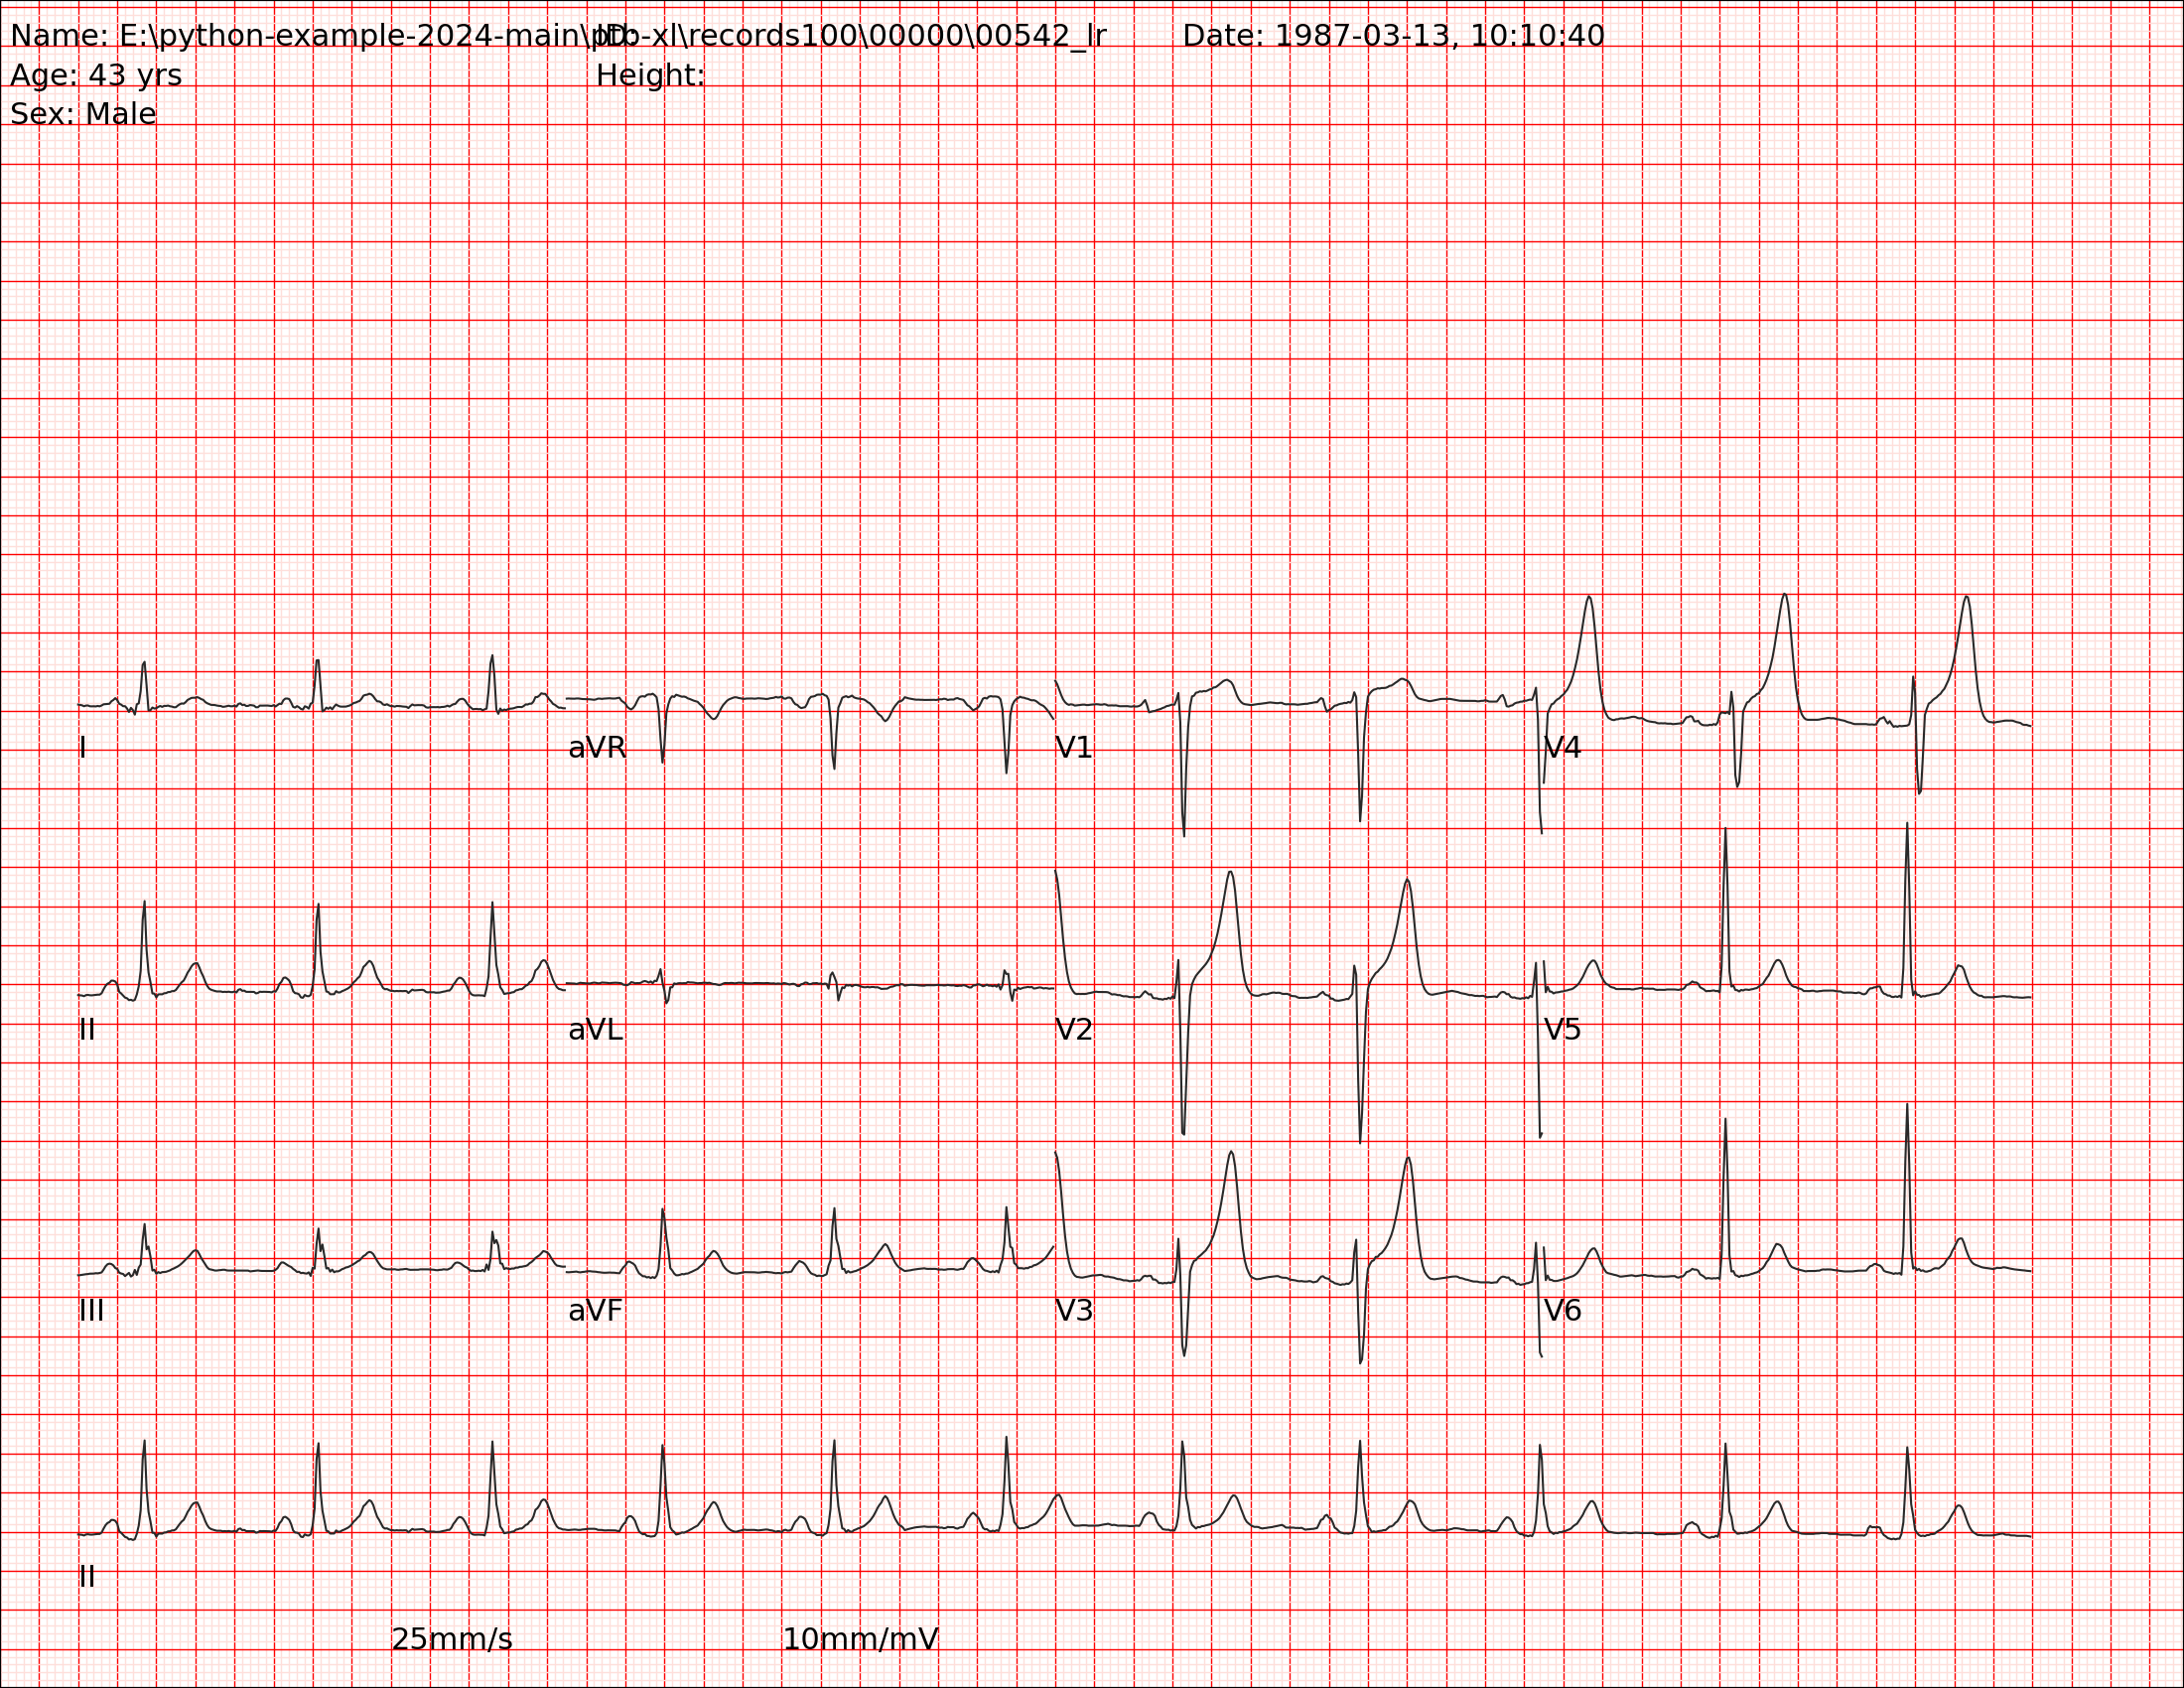 Name: E:\python-example-2024-main\ptb-xl\records100\00000\00542_lr ID: Date: 1987-03-13, 10:10:40
Age: 43 yrs Height:
Sex: Male
I aVR V1 V4
II aVL V2 V5
III aVF V3 V6
II
25mm/s 10mm/mV